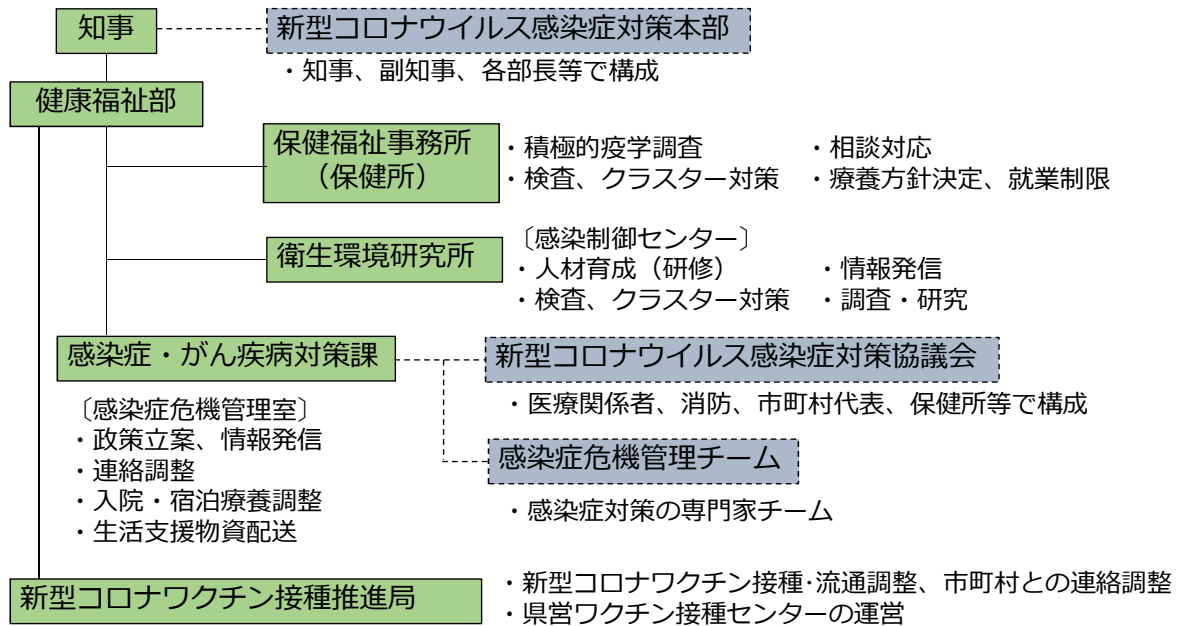 知事
新型コロナウイルス感染症対策本部
・知事、副知事、各部長等で構成
健康福祉部
保健福祉事務所
（保健所）
・積極的疫学調査
・相談対応
・検査、クラスター対策
・療養方針決定、就業制限
衛生環境研究所
〔感染制御センター〕
・人材育成（研修）
・情報発信
・検査、クラスター対策
・調査・研究
感染症・がん疾病対策課
新型コロナウイルス感染症対策協議会
・医療関係者、消防、市町村代表、保健所等で構成
〔感染症危機管理室〕
・政策立案、情報発信
・連絡調整
・入院・宿泊療養調整
・生活支援物資配送
感染症危機管理チーム
・感染症対策の専門家チーム
新型コロナワクチン接種推進局
・新型コロナワクチン接種･流通調整、市町村との連絡調整
・県営ワクチン接種センターの運営